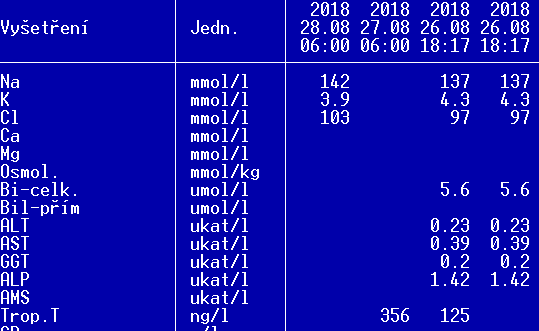 2018 2018 2018 2018
Vyšetření Jedn. 28.08 27.08 26.08 26.08
06:00 06:00 18:17 18:17
Na mmol/l 142 137 137
K mmol/l 3.9 4.3 4.3
Cl mmol/l 103 97 97
Ca mmol/l
Mg mmol/l
Osmol. mmol/kg
Bi-celk. umol/l 5.6 5.6
Bil-přím umol/l
ALT ukat/l 0.23 0.23
AST ukat/l 0.39 0.39
GGT ukat/l 0.2 0.2
ALP ukat/l 1.42 1.42
AMS ukat/l
Trop.T ng/l 356 125